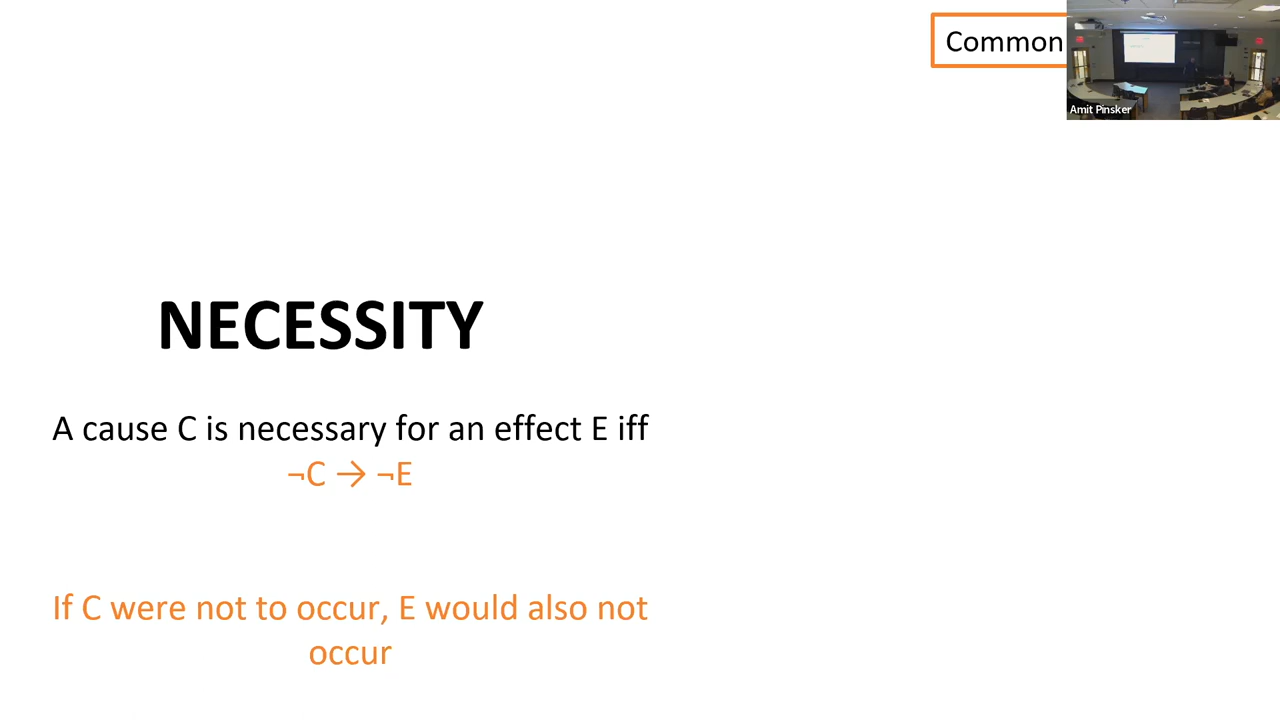 Common
Amit Pinsker
NECESSITY
A cause C is necessary for an effect E iff
¬C → ¬E
If C were not to occur, E would also not
occur